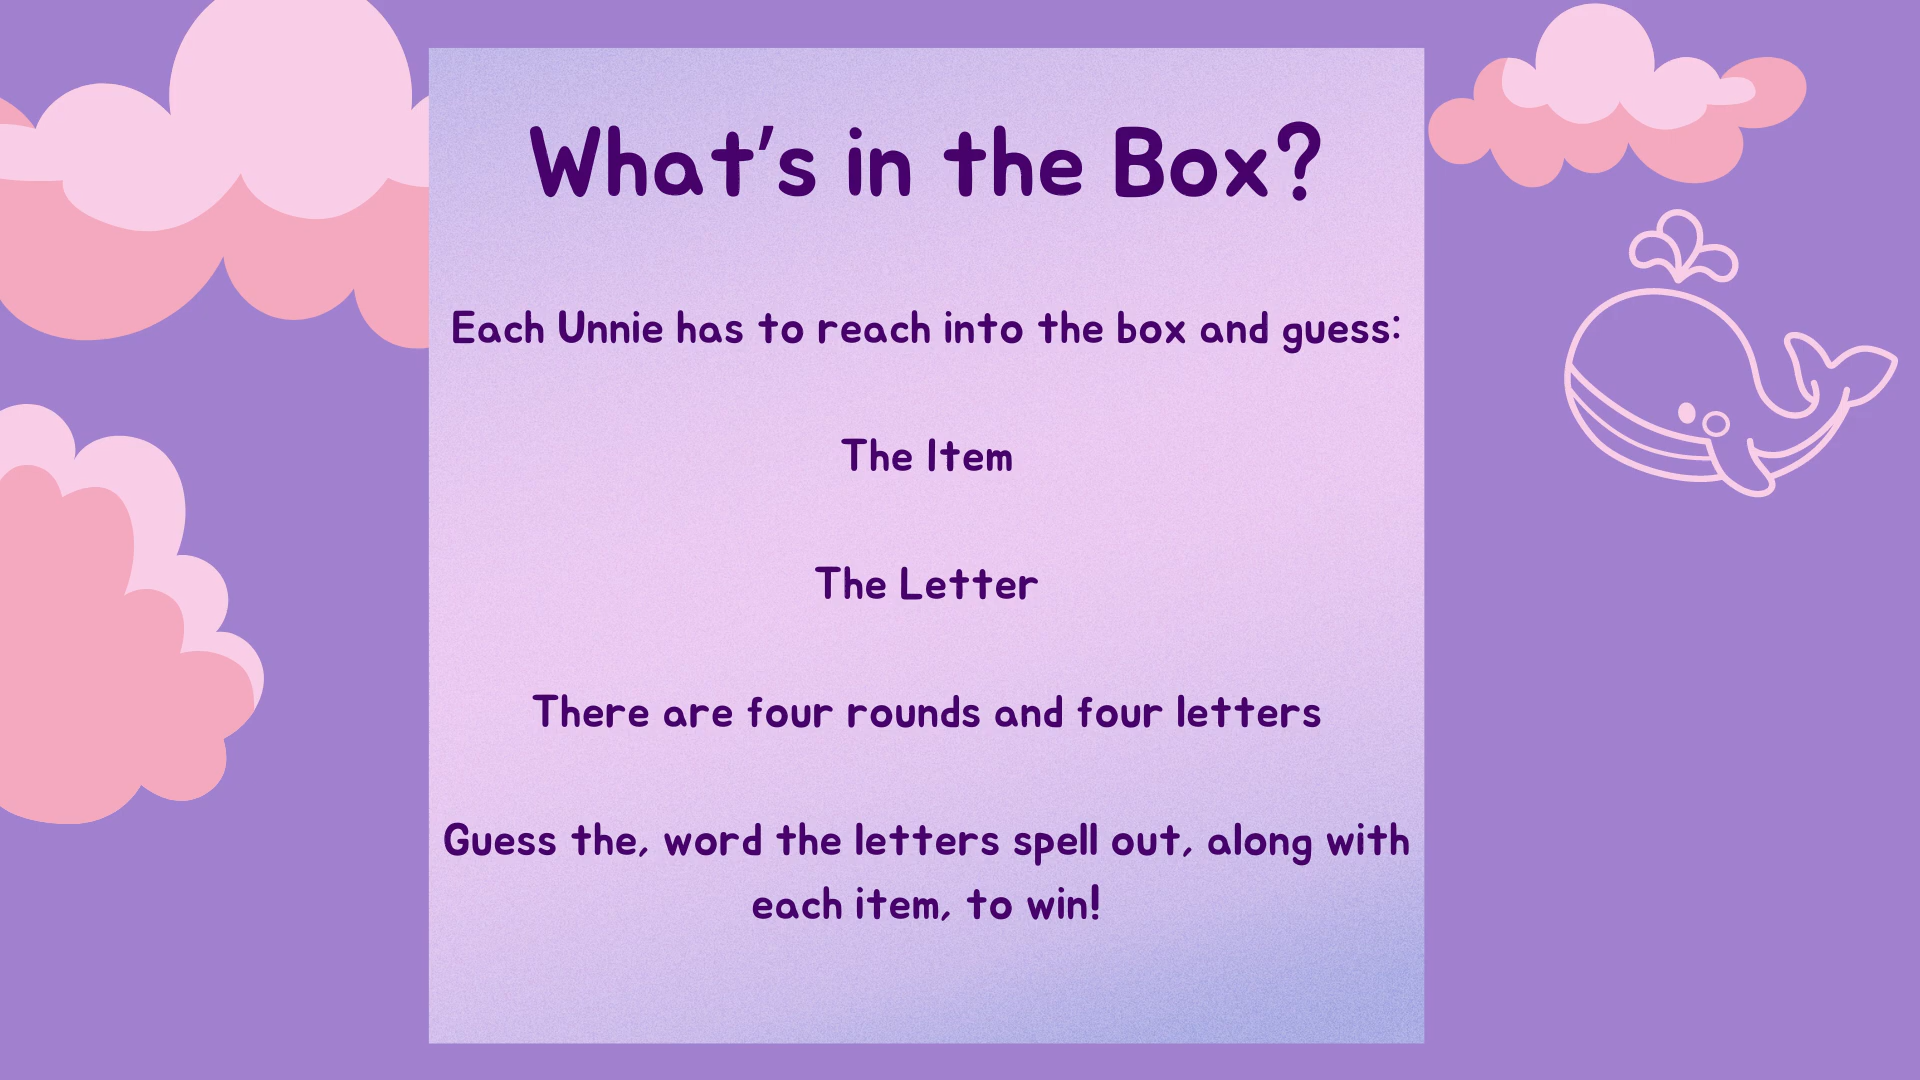 What's in the Box?
Each Unnie has to reach into the box and guess:
The Item
The Letter
There are four rounds and four letters
Guess the, word the letters spell out, along with
each item, to win!